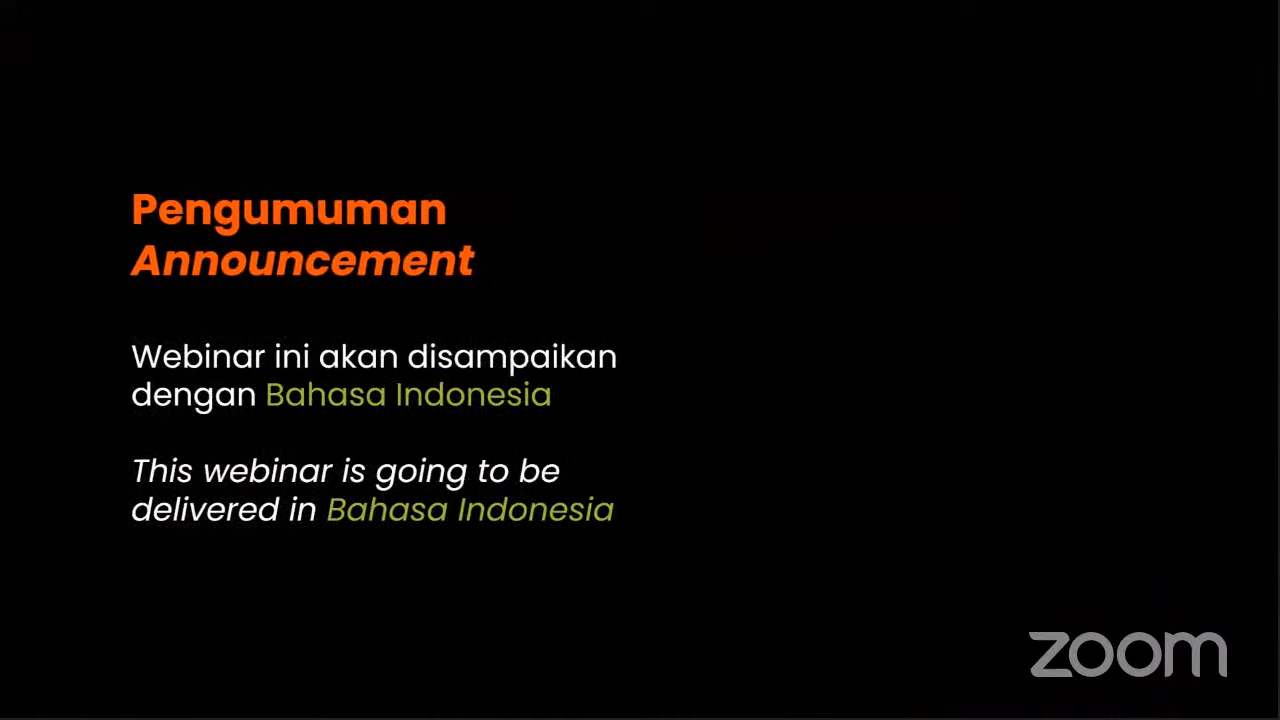 Pengumuman
Announcement
Webinar ini akan disampaikan
dengan Bahasa Indonesia
This webinar is going to be
delivered in Bahasa Indonesia
zoom